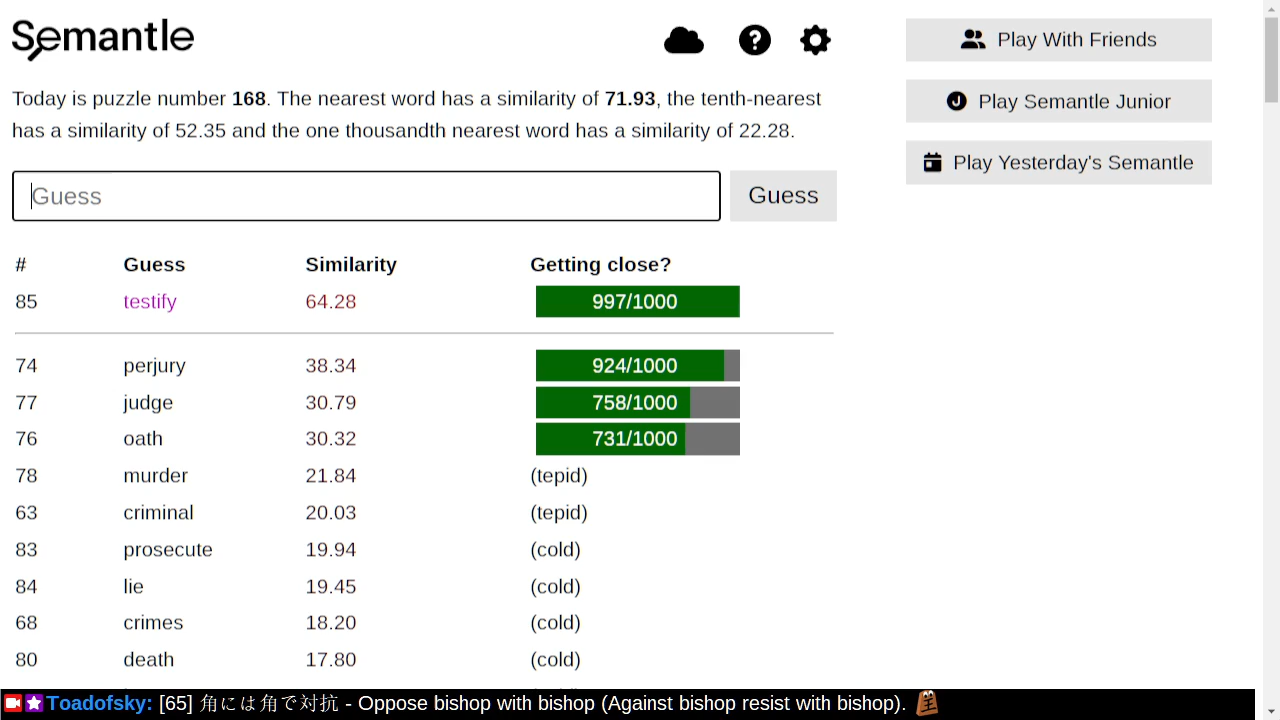 Semantle
Today is puzzle number 168. The nearest word has a similarity of 71.93, the tenth-nearest
has a similarity of 52.35 and the one thousandth nearest word has a similarity of 22.28.
Guess Guess
# Guess Similarity Getting close?
85 testify 64.28 997/1000
74 perjury 38.34 924/1000
77 judge 30.79 758/1000
76 oath 30.32 731/1000
78 murder 21.84 (tepid)
63 criminal 20.03 (tepid)
83 prosecute 19.94 (cold)
84 lie 19.45 (cold)
68 crimes 18.20 (cold)
80 death 17.80 (cold)
Play With Friends
J Play Semantle Junior
Play Yesterday's Semantle
Toadofsky: [65] 角には角で対抗 - Oppose bishop with bishop (Against bishop resist with bishop).